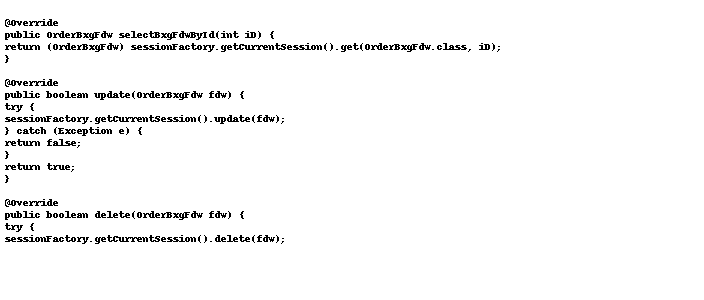 @Override
public OrderBxgFdw selectBxgFdwById(int iD) {
return (OrderBxgFdw) sessionFactory.getCurrentSession().get(OrderBxgFdw.class, iD);
}
@Override
public boolean update(OrderBxgFdw fdw) {
try {
sessionFactory.getCurrentSession().update(fdw);
} catch (Exception e) {
return false;
}
return true;
}
@Override
public boolean delete(OrderBxgFdw fdw) {
try {
sessionFactory.getCurrentSession().delete(fdw);